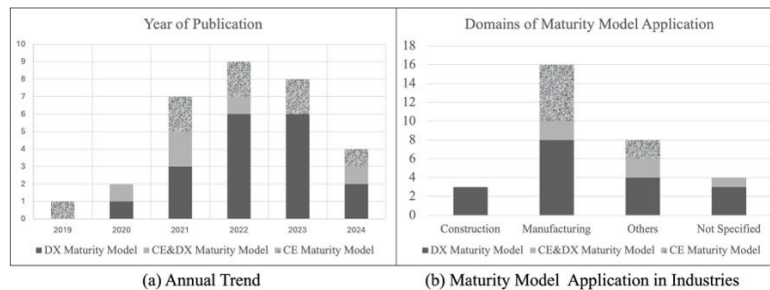 Year of Publication
10
9
8
7
6
5
4
3
2
1
0
2019 2020 2021 2022 2023 2024
DX Maturity Model CE&DX Maturity Model CE Maturity Model
(a) Annual Trend
Domains of Maturity Model Application
18
16
14
12
10
8
6
4
2
0
Construction Manufacturing Others Not Specified
DX Maturity Model CE&DX Maturity Model CE Maturity Model
(b) Maturity Model Application in Industries